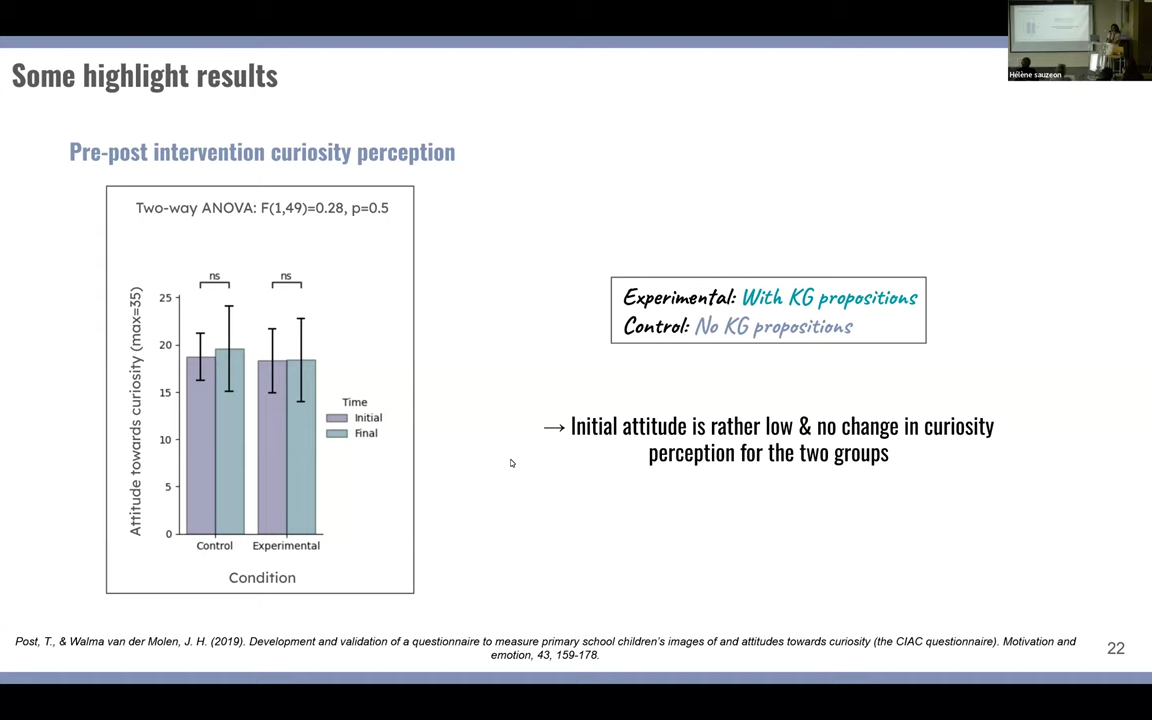 Hélène sauzeon
Some highlight results
Pre-post intervention curiosity perception
Two-way ANOVA: F(1,49)=0.28, p=0.5
ns
ns
Attitude towards curiosity (max=35)
25
20
15
10
5
0
Time
Initial
Final
Control
Experimental
Condition
Experimental: With KG propositions
Control: No KG propositions
→ Initial attitude is rather low & no change in curiosity
perception for the two groups
Post, T., & Walma van der Molen, J. H. (2019). Development and validation of a questionnaire to measure primary school children's images of and attitudes towards curiosity (the CIAC questionnaire). Motivation and
emotion, 43, 159-178.
22